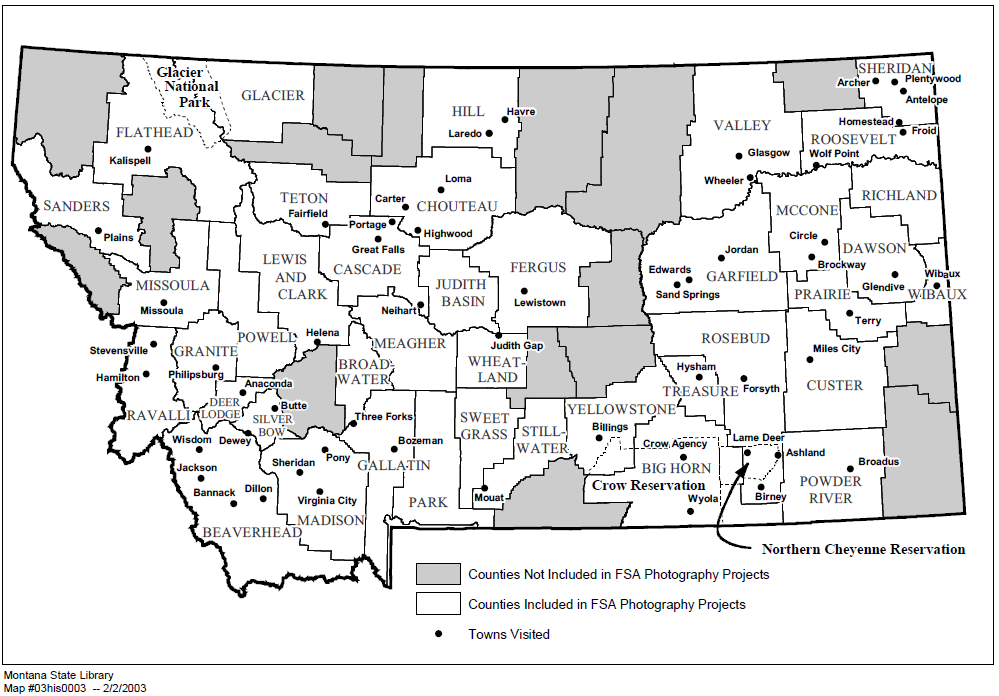 Glacier
National
Park
GLACIER
FLATHEAD
Kalispell
HILL
Havre
Laredo
VALLEY
Glasgow
Wheeler
SHERIDAN
Archer
Plentywood
Antelope
Homestead
Froid
ROOSEVELT
Wolf Point
RICHLAND
SANDERS
Plains
TETON
Fairfield
Loma
Carter
CHOUTEAU
Portage
Highwood
Great Falls
CASCADE
LEWIS
AND
CLARK
MISSOULA
Missoula
JUDITH
BASIN
Neihart
FERGUS
Lewistown
Jordan
Edwards
GARFIELD
Sand Springs
MCCONE
Circle
Brockway
DAWSON
Glendive
Wibaux
WIBAUX
PRAIRIE
Terry
POWELL
Helena
Stevensville
GRANITE
Philipsburg
Hamilton
RAVALLI
Anaconda
DEER
LODGE
Butte
SILVER
BOW
MEAGHER
BROAD-
WATER
Judith Gap
WHEAT-
LAND
ROSEBUD
Hysham
TREASURE
Forsyth
Miles City
CUSTER
Three Forks
Bozeman
GALLATIN
PARK
SWEET
GRASS
Mouat
STILL-
WATER
YELLOWSTONE
Billings
Crow Agency
BIG HORN
Crow Reservation
Wyola
Lame Deer
Ashland
Birney
Broadus
POWDER
RIVER
Wisdom
Dewey
Jackson
Bannack
Dillon
BEAVERHEAD
Sheridan
Pony
Virginia City
MADISON
Northern Cheyenne Reservation
Counties Not Included in FSA Photography Projects
Counties Included in FSA Photography Projects
Towns Visited
Montana State Library
Map #03his0003 -- 2/2/2003